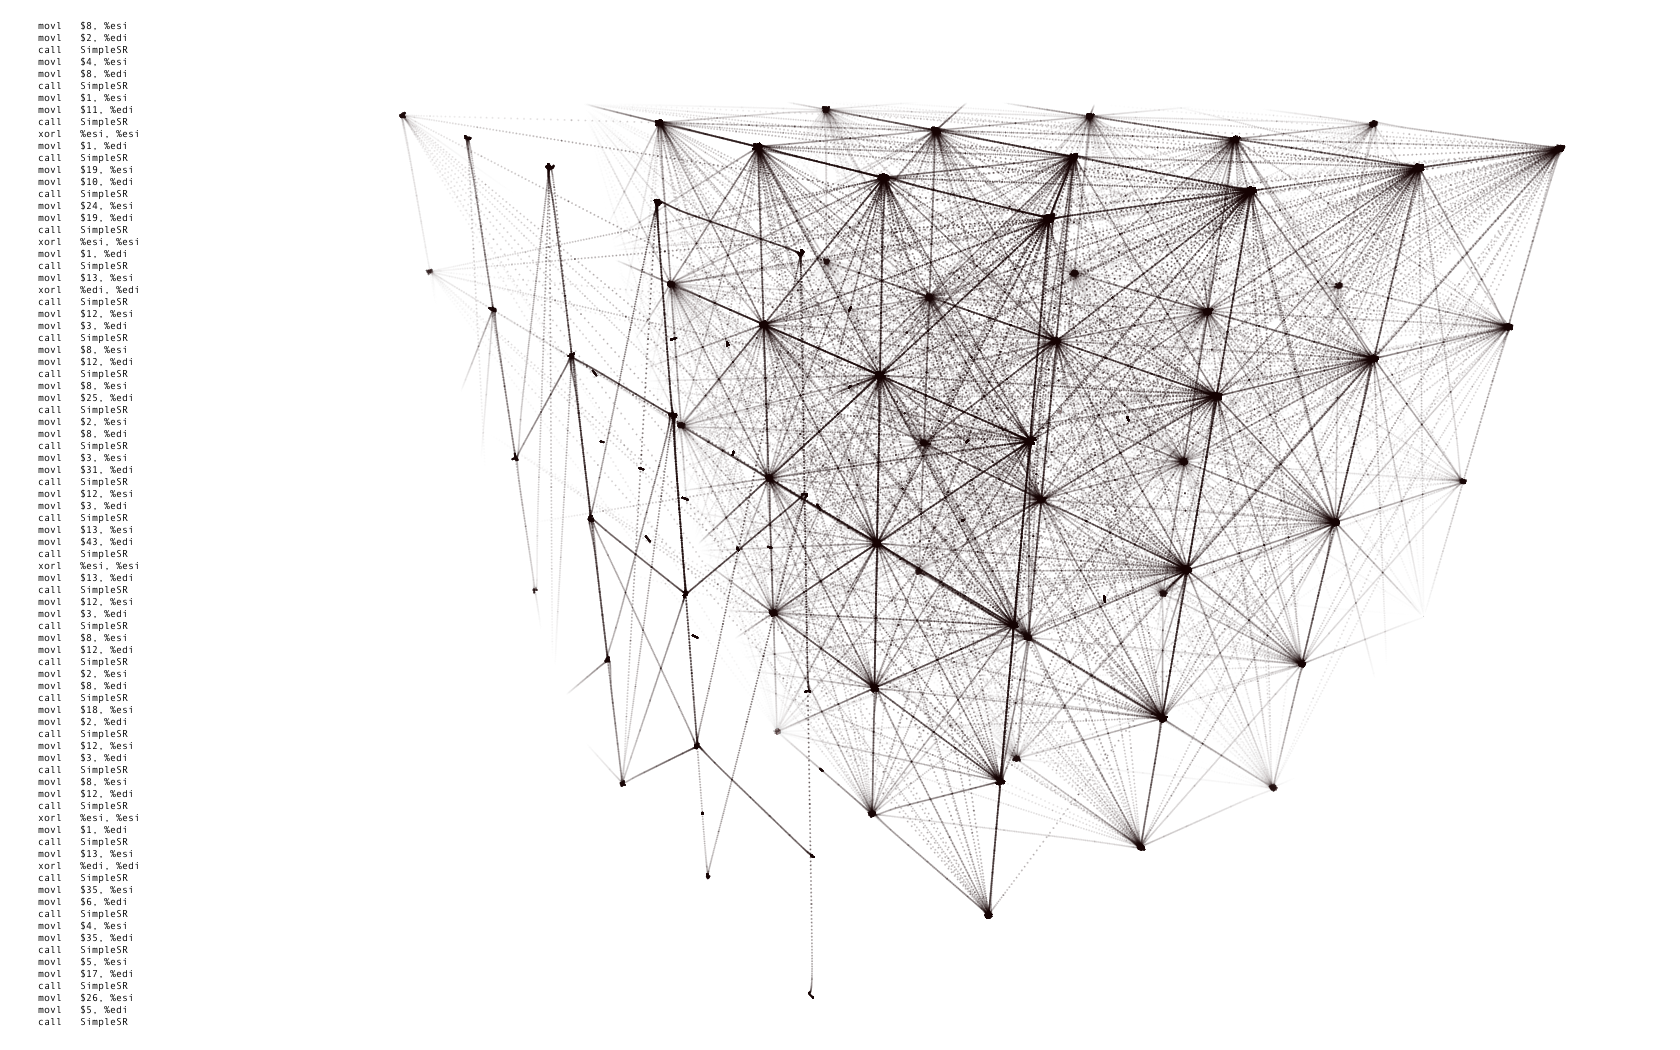 movl $8, %esi
movl $2, %edi
call SimpleSR
movl $4, %esi
movl $8, %edi
call SimpleSR
movl $1, %esi
movl $11, %edi
call SimpleSR
xorl %esi, %esi
movl $1, %edi
call SimpleSR
movl $19, %esi
movl $10, %edi
call SimpleSR
movl $24, %esi
movl $19, %edi
call SimpleSR
xorl %esi, %esi
movl $1, %edi
call SimpleSR
movl $13, %esi
xorl %edi, %edi
call SimpleSR
movl $12, %esi
movl $3, %edi
call SimpleSR
movl $8, %esi
movl $12, %edi
call SimpleSR
movl $8, %esi
movl $25, %edi
call SimpleSR
movl $2, %esi
movl $8, %edi
call SimpleSR
movl $3, %esi
movl $31, %edi
call SimpleSR
movl $12, %esi
movl $3, %edi
call SimpleSR
movl $13, %esi
movl $43, %edi
call SimpleSR
xorl %esi, %esi
movl $13, %edi
call SimpleSR
movl $12, %esi
movl $3, %edi
call SimpleSR
movl $8, %esi
movl $12, %edi
call SimpleSR
movl $2, %esi
movl $8, %edi
call SimpleSR
movl $18, %esi
movl $2, %edi
call SimpleSR
movl $12, %esi
movl $3, %edi
call SimpleSR
movl $8, %esi
movl $12, %edi
call SimpleSR
xorl %esi, %esi
movl $1, %edi
call SimpleSR
movl $13, %esi
xorl %edi, %edi
call SimpleSR
movl $35, %esi
movl $6, %edi
call SimpleSR
movl $4, %esi
movl $35, %edi
call SimpleSR
movl $5, %esi
movl $17, %edi
call SimpleSR
movl $26, %esi
movl $5, %edi
call SimpleSR